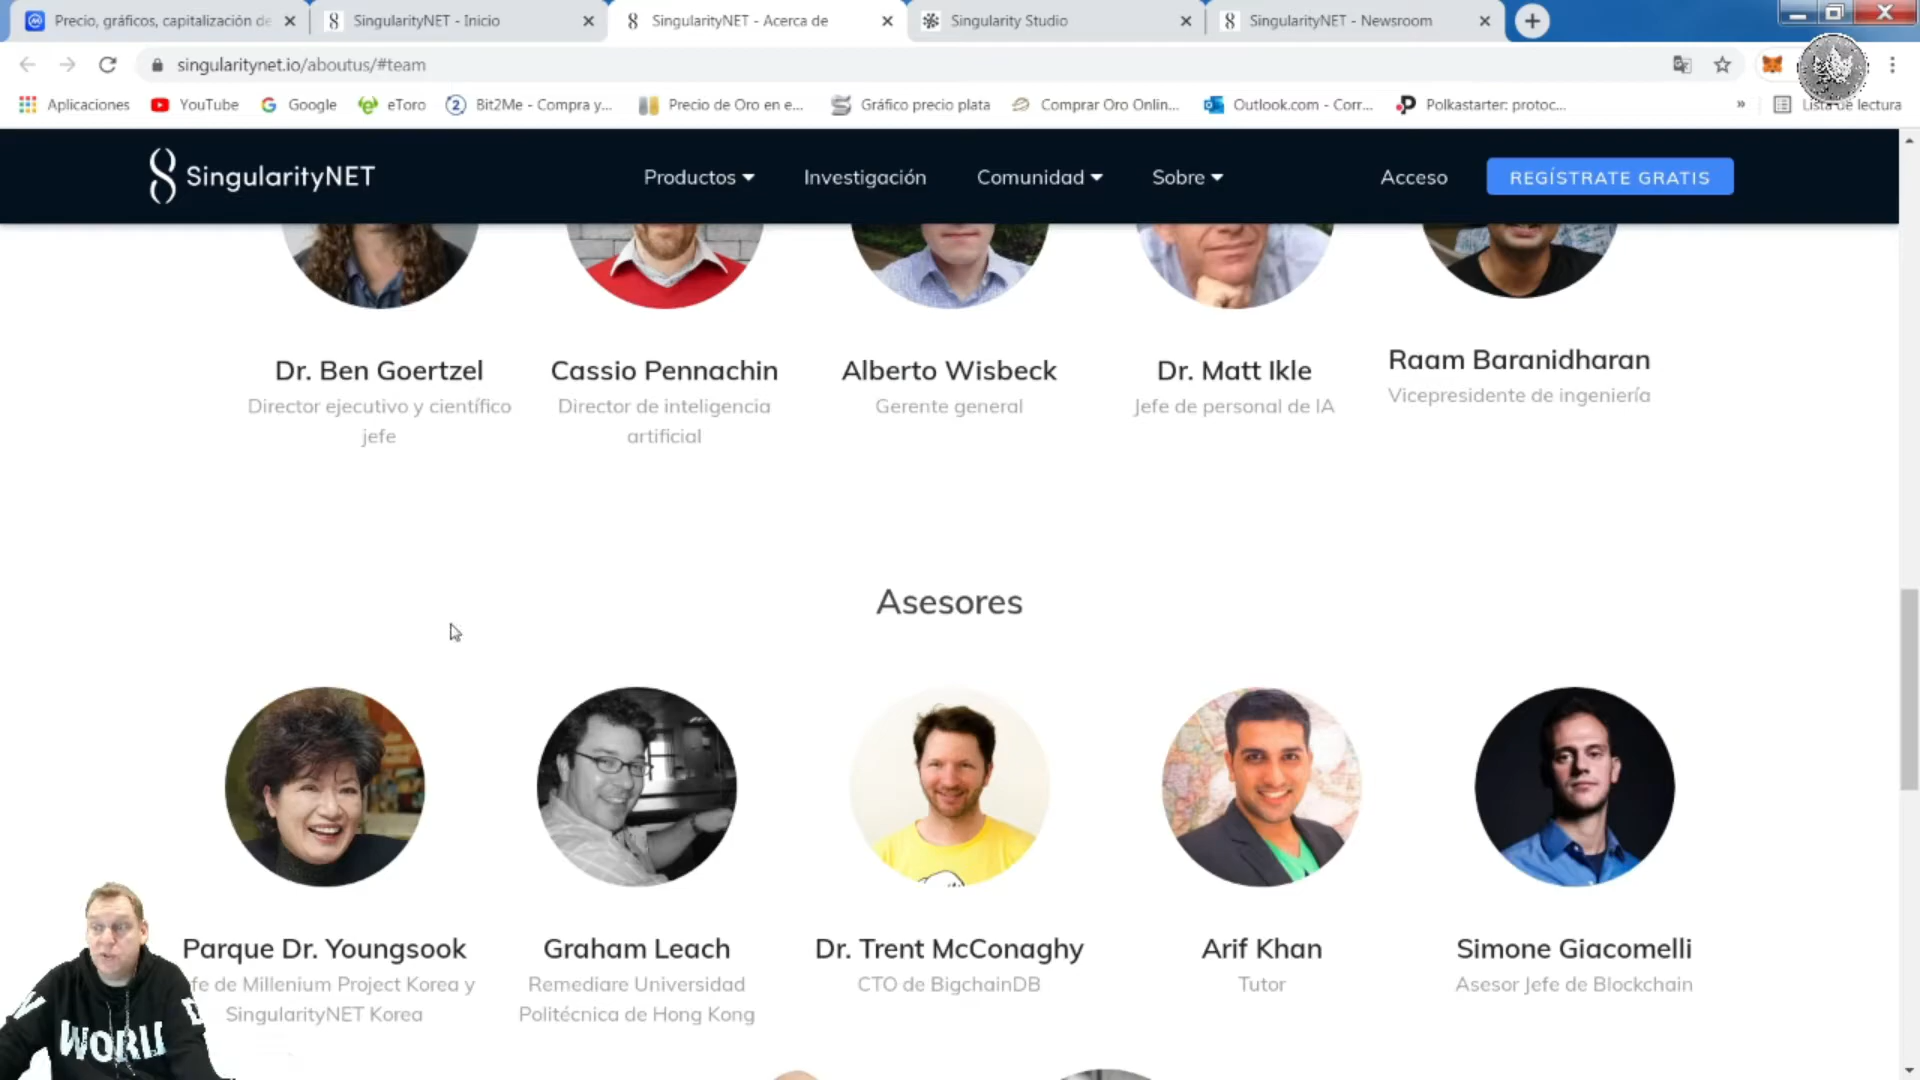 Precio, gráficos, capitalización de
SingularityNET - Inicio
SingularityNET - Acerca de
Singularity Studio
SingularityNET - Newsroom
singularitynet.io/aboutus/#team
Aplicaciones
YouTube
Google
eToro
Bit2Me - Compra y...
Precio de Oro en e...
Gráfico precio plata
Comprar Oro Onlin...
Outlook.com - Corr...
Polkastarter: protoc...
»
Lista de lectura
SingularityNET
Productos
Investigación
Comunidad
Sobre
Acceso
REGÍSTRATE GRATIS
Dr. Ben Goertzel
Director ejecutivo y científico
jefe
Cassio Pennachin
Director de inteligencia
artificial
Alberto Wisbeck
Gerente general
Dr. Matt Ikle
Jefe de personal de IA
Raam Baranidharan
Vicepresidente de ingeniería
Asesores
Parque Dr. Youngsook
fe de Millenium Project Korea y
SingularityNET Korea
Graham Leach
Remediare Universidad
Politécnica de Hong Kong
Dr. Trent McConaghy
CTO de BigchainDB
Arif Khan
Tutor
Simone Giacomelli
Asesor Jefe de Blockchain
WORL